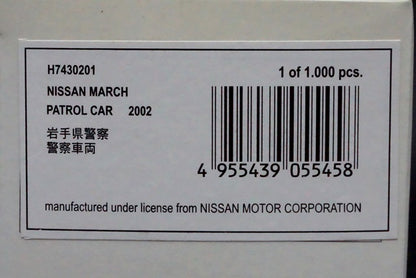 H7430201
1 of 1.000 pcs.
NISSAN MARCH
PATROL CAR 2002
岩手県警察
警察車両
4 955439 055458
manufactured under license from NISSAN MOTOR CORPORATION